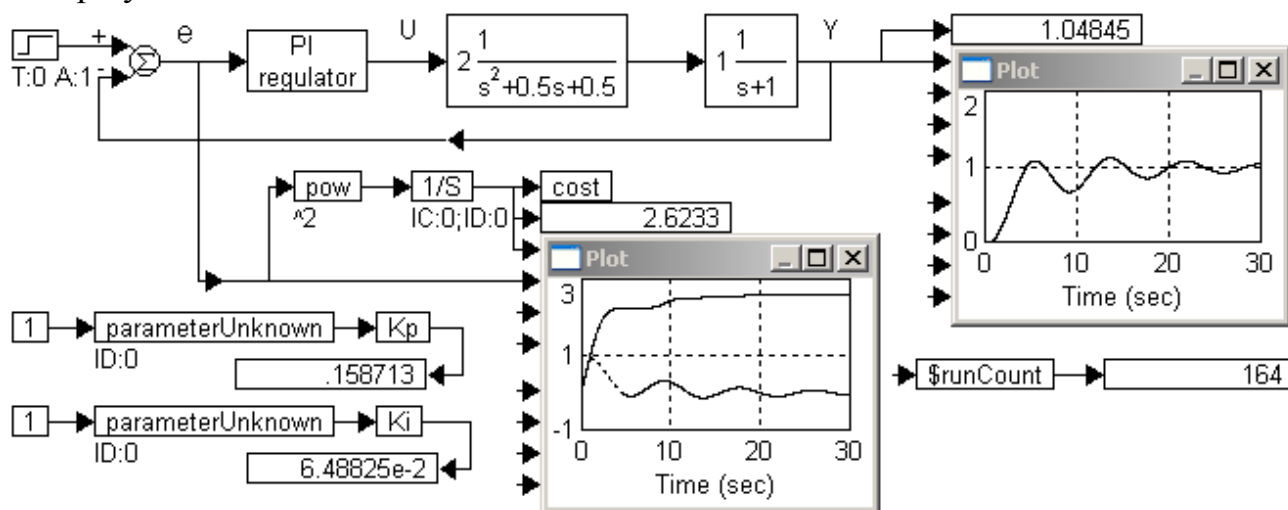 e
U
Y
+
-
Σ
T:0 A:1
PI
regulator
2 1
s²+0.5s+0.5
1 1
s+1
1.04845
Plot
2
1
0
0 10 20 30
Time (sec)
pow
^2
1/S
IC:0;ID:0
cost
2.6233
Plot
3
1
-1
0 10 20 30
Time (sec)
1
parameterUnknown
ID:0
Kp
.158713
1
parameterUnknown
ID:0
Ki
6.48825e-2
$runCount
164